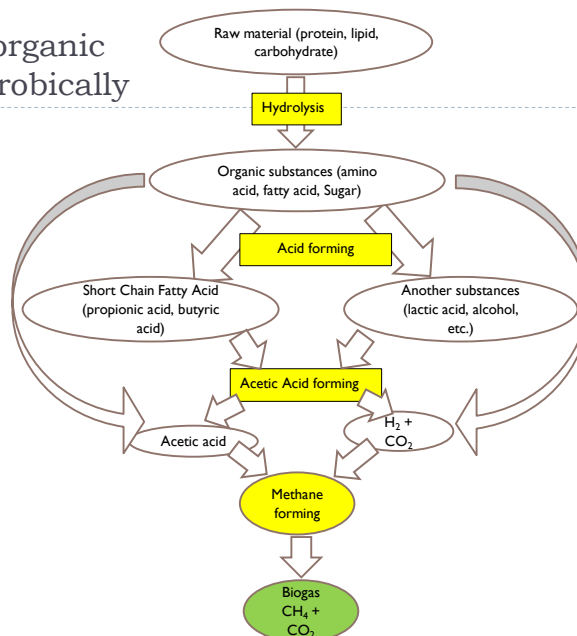 organic
robically
Raw material (protein, lipid,
carbohydrate)
Hydrolysis
Organic substances (amino
acid, fatty acid, Sugar)
Acid forming
Short Chain Fatty Acid
(propionic acid, butyric
acid)
Another substances
(lactic acid, alcohol,
etc.)
Acetic Acid forming
Acetic acid
H₂ +
CO₂
Methane
forming
Biogas
CH₄ +
CO₂